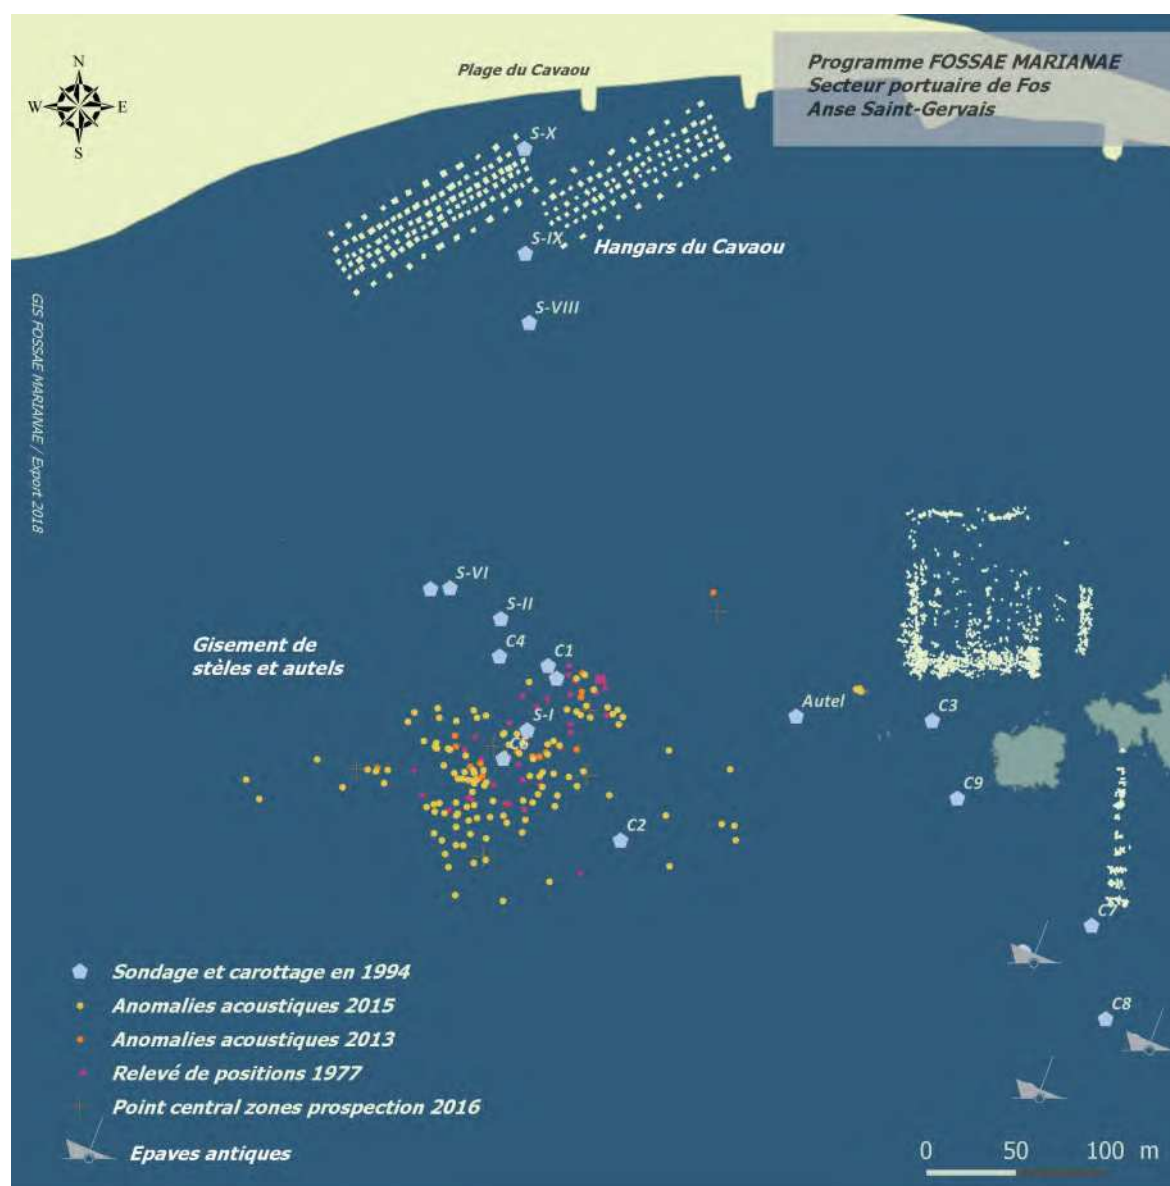 Programme FOSSAE MARIANAE
Secteur portuaire de Fos
Anse Saint-Gervais
Plage du Cavaou
N
W
E
S
S-X
S-IX
Hangars du Cavaou
S-VIII
GIS FOSSAE MARIANAE / Export 2018
S-VI
S-II
Gisement de
stèles et autels
C4
C1
S-I
Autel
C3
C9
C2
C7
C8
Sondage et carottage en 1994
Anomalies acoustiques 2015
Anomalies acoustiques 2013
Relevé de positions 1977
Point central zones prospection 2016
Epaves antiques
0 50 100 m